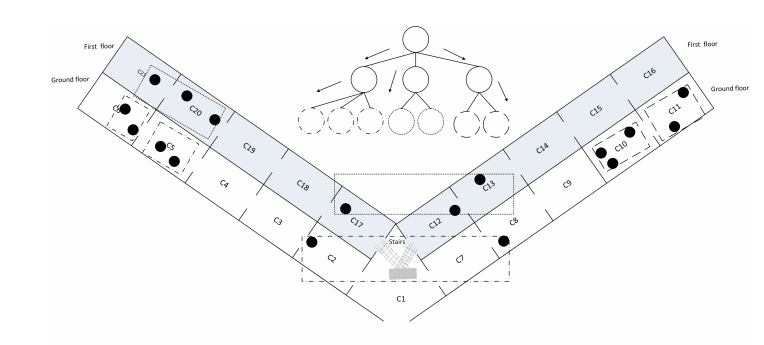 First floor
First floor
Ground floor
Ground floor
C16
C20
C15
C11
C19
C14
C10
C5
C4
C18
C13
C9
C3
C17
C12
C8
Stairs
C2
C7
C1